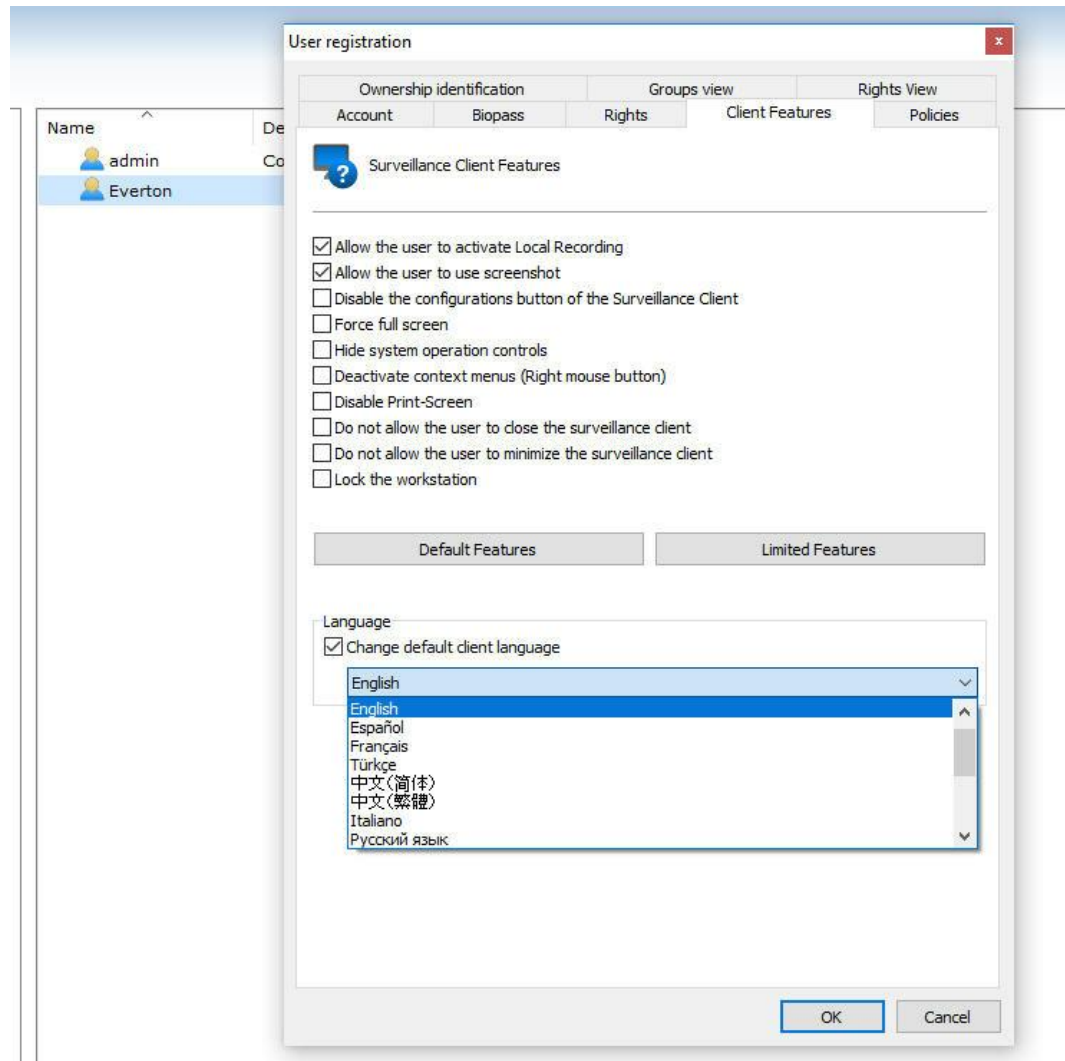 User registration
x
Ownership identification Groups view Rights View
Account Biopass Rights Client Features Policies
Name De
admin Co
Everton
Surveillance Client Features
Allow the user to activate Local Recording
Allow the user to use screenshot
Disable the configurations button of the Surveillance Client
Force full screen
Hide system operation controls
Deactivate context menus (Right mouse button)
Disable Print-Screen
Do not allow the user to close the surveillance client
Do not allow the user to minimize the surveillance client
Lock the workstation
Default Features Limited Features
Language
Change default client language
English
English
Español
Français
Türkçe
中文(简体)
中文(繁體)
Italiano
Русский язык
OK Cancel